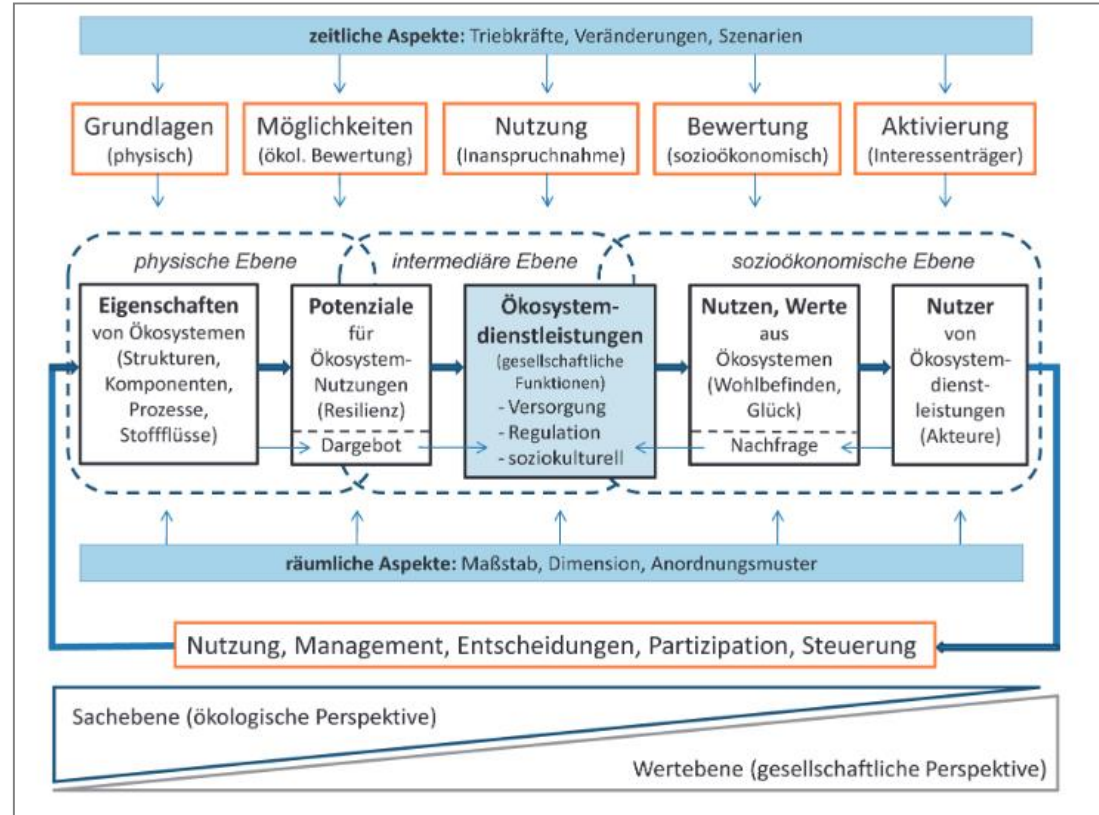 zeitliche Aspekte: Triebkräfte, Veränderungen, Szenarien
Grundlagen
(physisch)
Möglichkeiten
(ökol. Bewertung)
Nutzung
(Inanspruchnahme)
Bewertung
(sozioökonomisch)
Aktivierung
(Interessenträger)
physische Ebene
intermediäre Ebene
sozioökonomische Ebene
Eigenschaften
von Ökosystemen
(Strukturen,
Komponenten,
Prozesse,
Stoffflüsse)
Potenziale
für
Ökosystem-
Nutzungen
(Resilienz)
Dargebot
Ökosystem-
dienstleistungen
(gesellschaftliche
Funktionen)
- Versorgung
- Regulation
- soziokulturell
Nutzen, Werte
aus
Ökosystemen
(Wohlbefinden,
Glück)
Nachfrage
Nutzer
von
Ökosystem-
dienst-
leistungen
(Akteure)
räumliche Aspekte: Maßstab, Dimension, Anordnungsmuster
Nutzung, Management, Entscheidungen, Partizipation, Steuerung
Sachebene (ökologische Perspektive)
Wertebene (gesellschaftliche Perspektive)